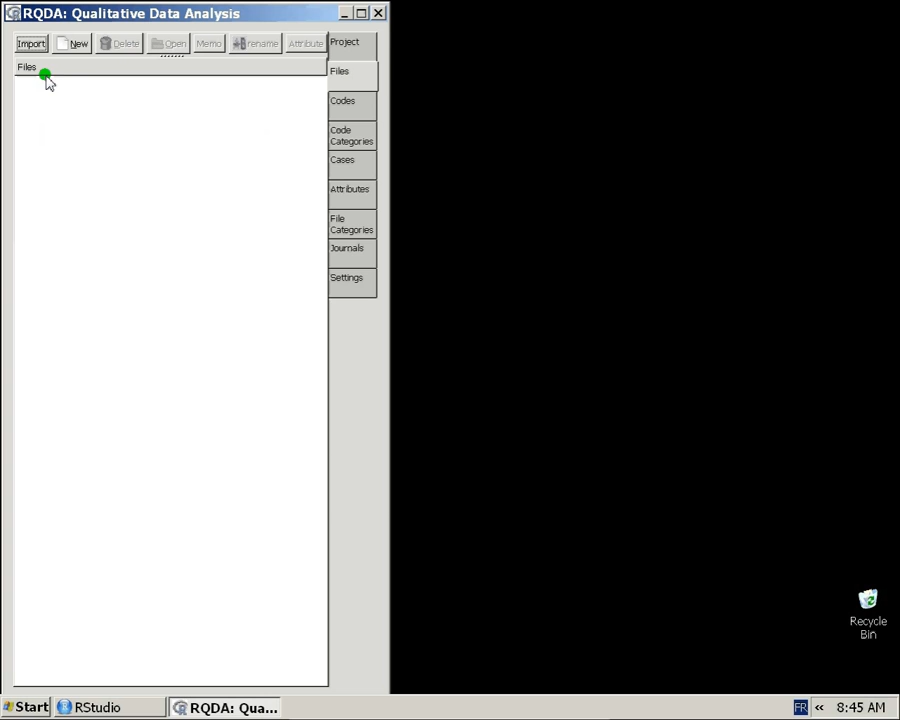 RQDA: Qualitative Data Analysis
Import New Delete Open Memo rename Attribute
Files
Project
Files
Codes
Code
Categories
Cases
Attributes
File
Categories
Journals
Settings
Recycle
Bin
Start RStudio RQDA: Qua... FR « 8:45 AM